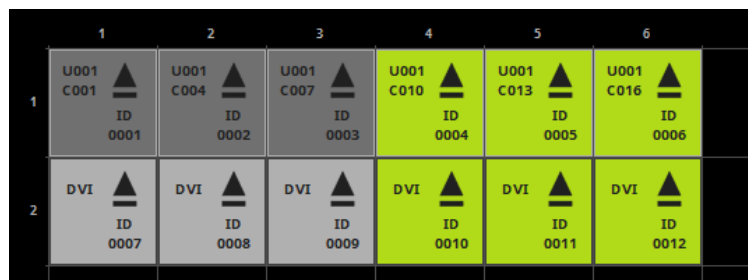 1 2 3 4 5 6
1
U001 U001 U001 U001 U001 U001
C001 C004 C007 C010 C013 C016
ID ID ID ID ID ID
0001 0002 0003 0004 0005 0006
2
DVI DVI DVI DVI DVI DVI
ID ID ID ID ID ID
0007 0008 0009 0010 0011 0012